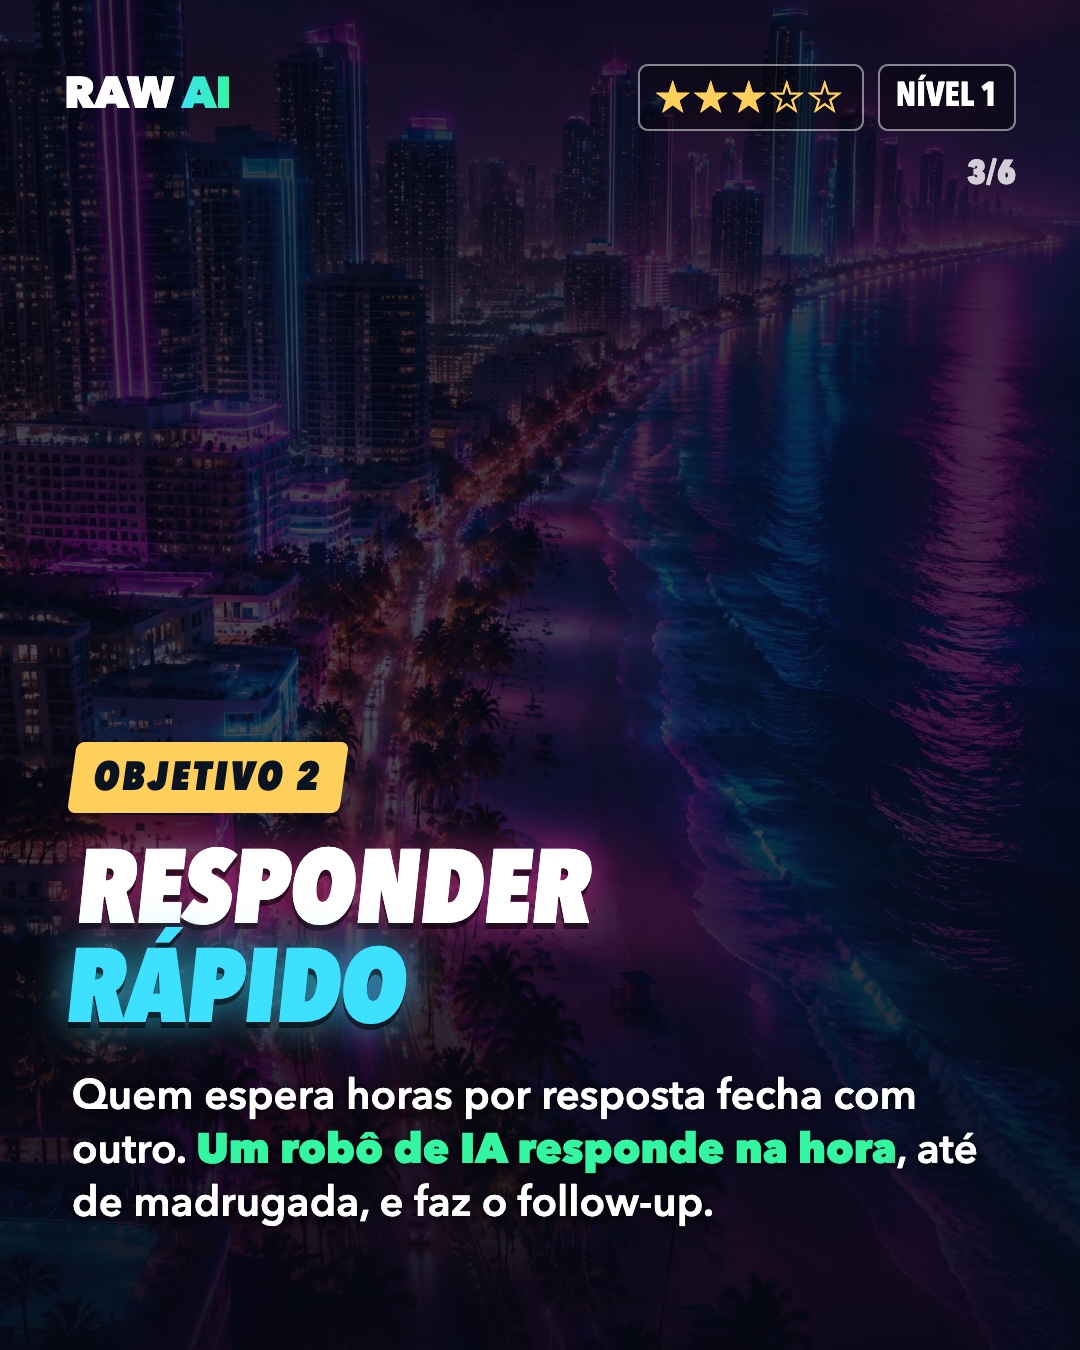 RAW AI
★★★☆☆
NÍVEL 1
3/6
OBJETIVO 2
RESPONDER
RÁPIDO
Quem espera horas por resposta fecha com
outro. Um robô de IA responde na hora, até
de madrugada, e faz o follow-up.